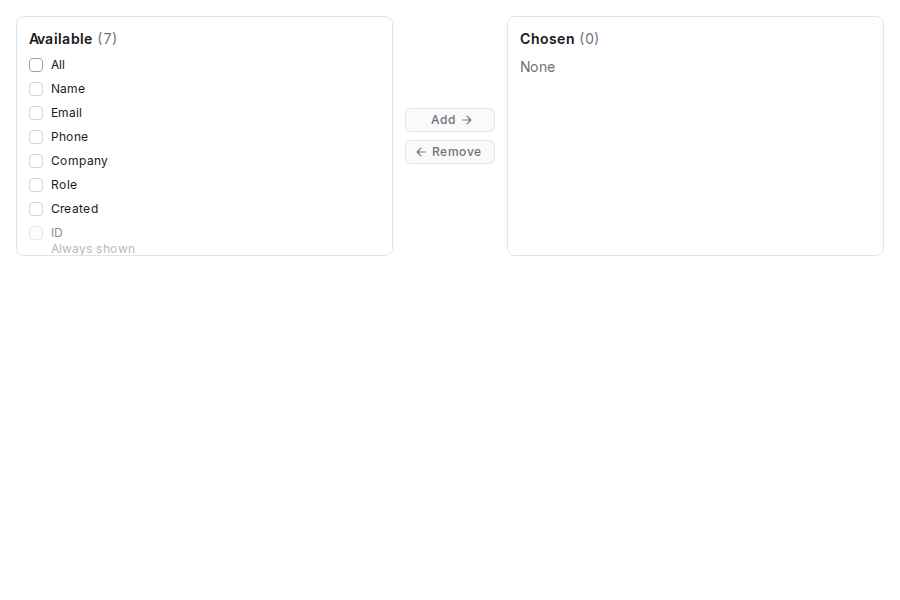 Available (7)
All
Name
Email
Phone
Company
Role
Created
ID
Always shown
Add →
← Remove
Chosen (0)
None